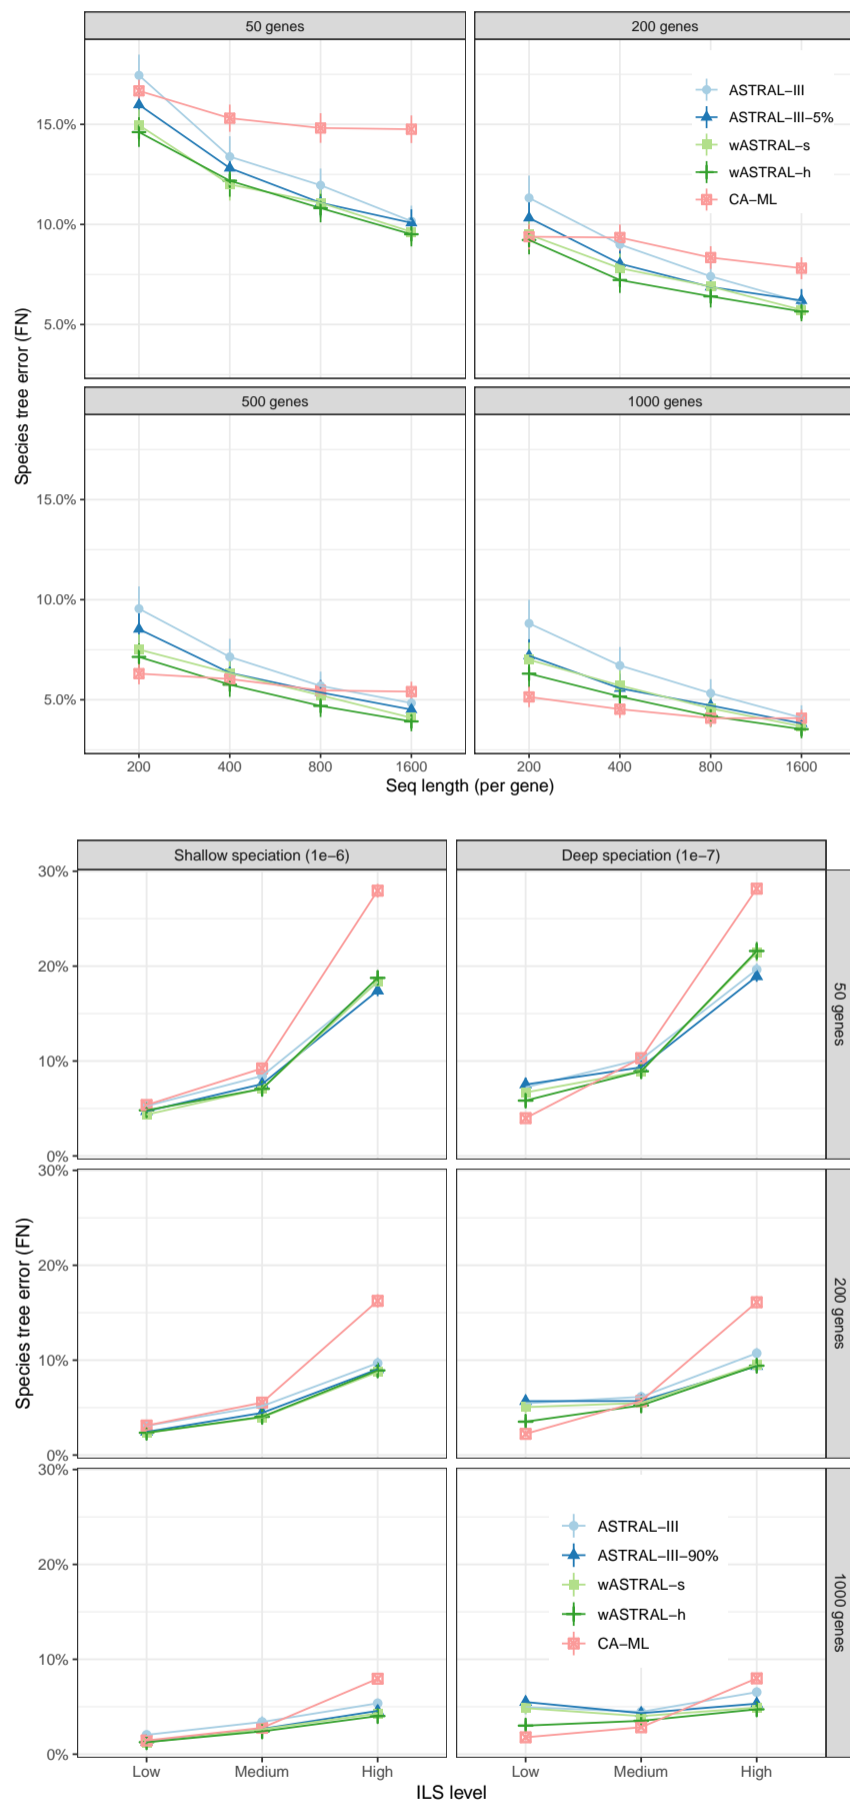 50 genes
200 genes
15.0%
10.0%
5.0%
ASTRAL−III
ASTRAL−III−5%
wASTRAL−s
wASTRAL−h
CA−ML
Species tree error (FN)
500 genes
1000 genes
15.0%
10.0%
5.0%
200
400
800
1600
200
400
800
1600
Seq length (per gene)
Shallow speciation (1e−6)
Deep speciation (1e−7)
30%
20%
10%
0%
50 genes
Species tree error (FN)
30%
20%
10%
0%
200 genes
30%
20%
10%
0%
ASTRAL−III
ASTRAL−III−90%
wASTRAL−s
wASTRAL−h
CA−ML
1000 genes
Low
Medium
High
Low
Medium
High
ILS level